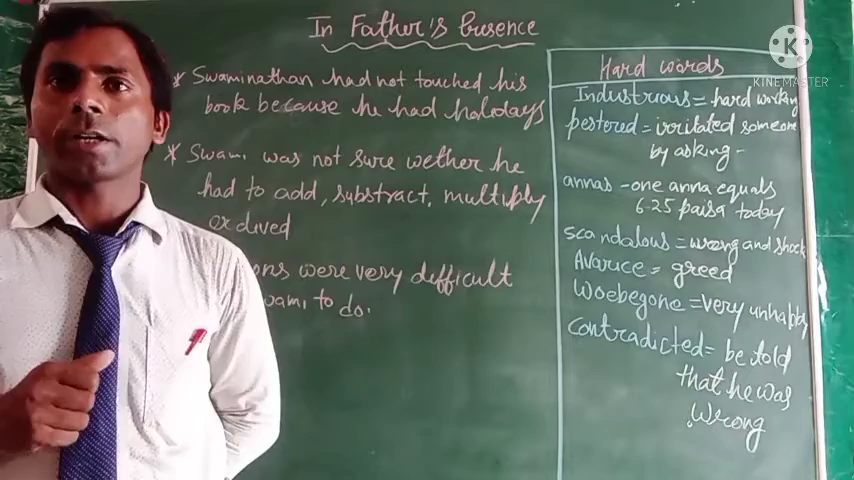 In Father's Presence
* Swaminathan had not touched his
book because he had holidays
* Swami was not sure wether he
had to add, substract, multiply
or dived
ons were very difficult
wami to do.
Hard words
Industrious = hard working
pestered = irritated someone
by asking -
annas - one anna equals
6-25 paisa today
scandalous = wrong and shock
Avarice = greed
Woebegone = very unhappy
contradicted = be told
that he was
wrong
K
KINEMASTER